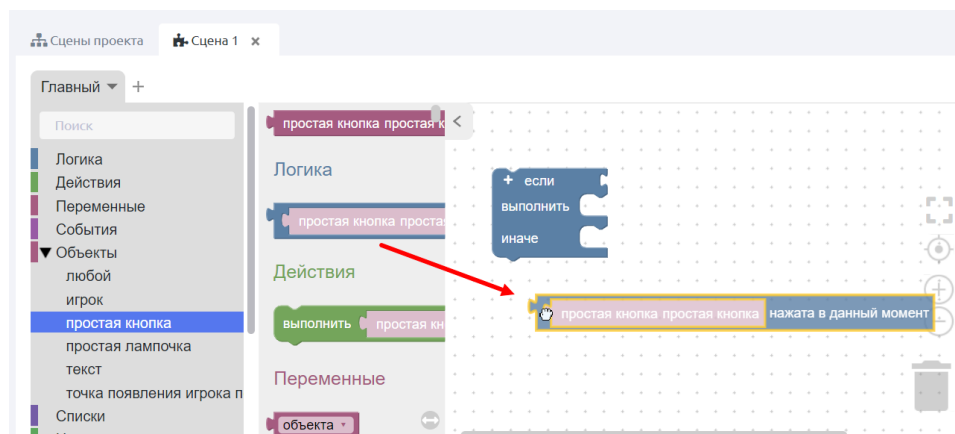 Сцены проекта
Сцена 1
Главный
Поиск
Логика
Действия
Переменные
События
Объекты
любой
игрок
простая кнопка
простая лампочка
текст
точка появления игрока п
Списки
простая кнопка простая к
Логика
простая кнопка проста
Действия
выполнить простая кн
Переменные
объекта
+ если
выполнить
иначе
простая кнопка простая кнопка нажата в данный момент